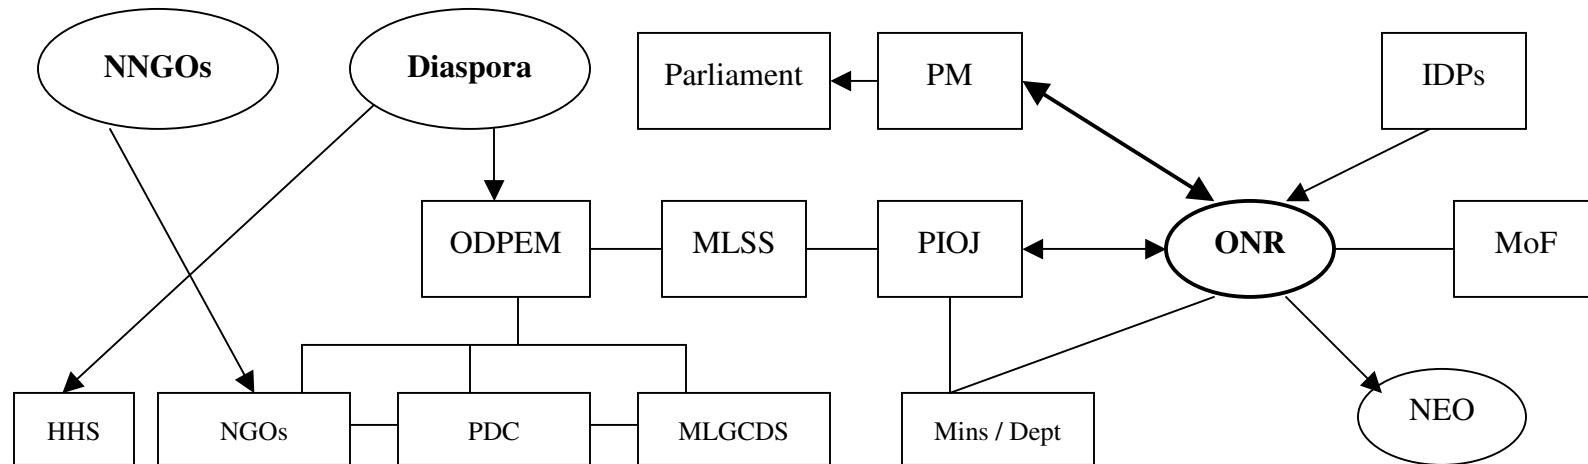 NNGOs
Diaspora
Parliament
PM
IDPs
ODPEM
MLSS
PIOJ
ONR
MoF
HHS
NGOs
PDC
MLGCDS
Mins / Dept
NEO